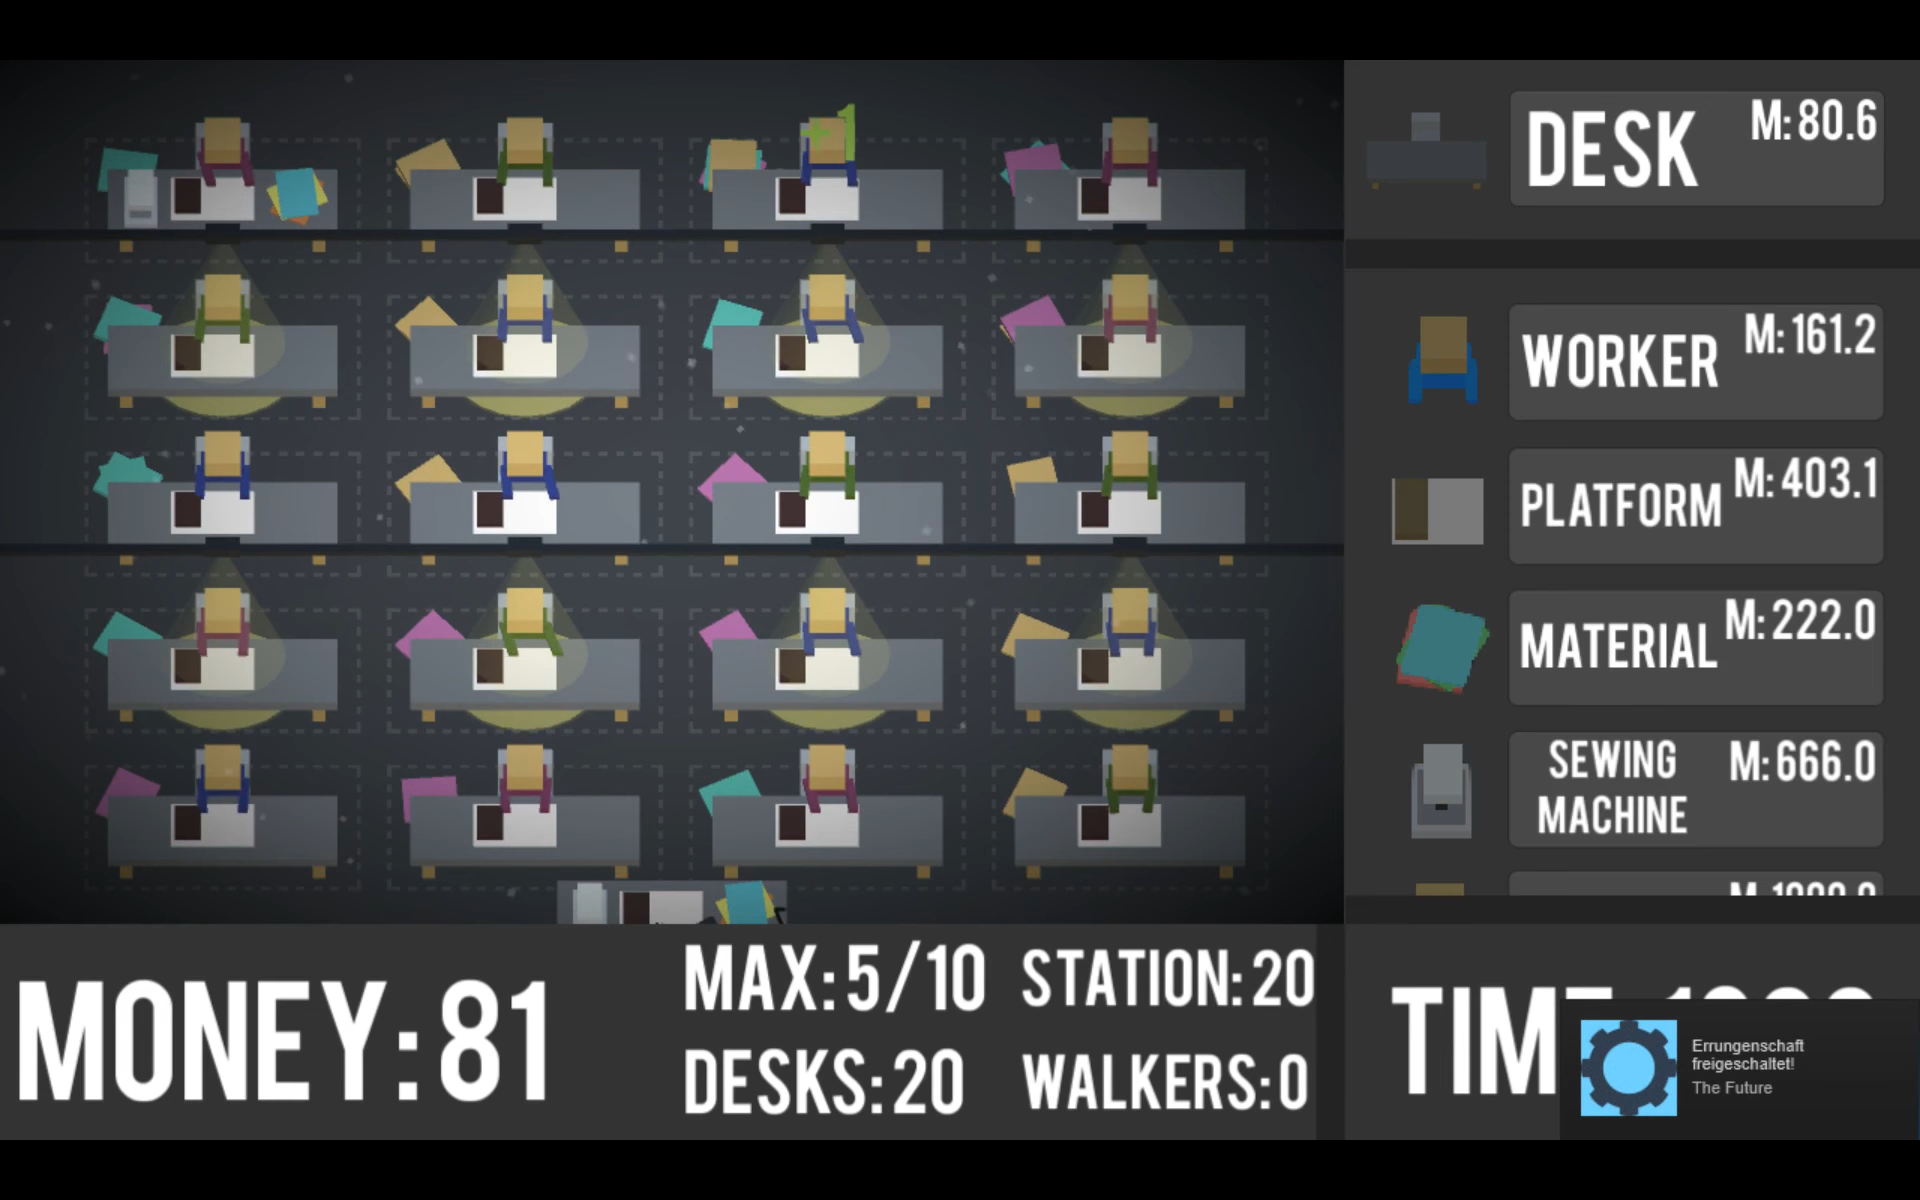 +1
DESK M:80.6
WORKER M:161.2
PLATFORM M:403.1
MATERIAL M:222.0
SEWING MACHINE M:666.0
MONEY:81
MAX:5/10 STATION:20
DESKS:20 WALKERS:0
Errungenschaft
freigeschaltet!
The Future